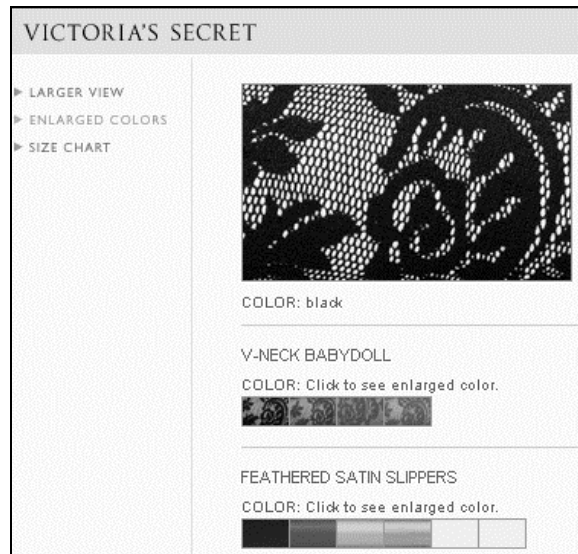 VICTORIA'S SECRET
LARGER VIEW
ENLARGED COLORS
SIZE CHART
COLOR: black
V-NECK BABYDOLL
COLOR: Click to see enlarged color.
FEATHERED SATIN SLIPPERS
COLOR: Click to see enlarged color.